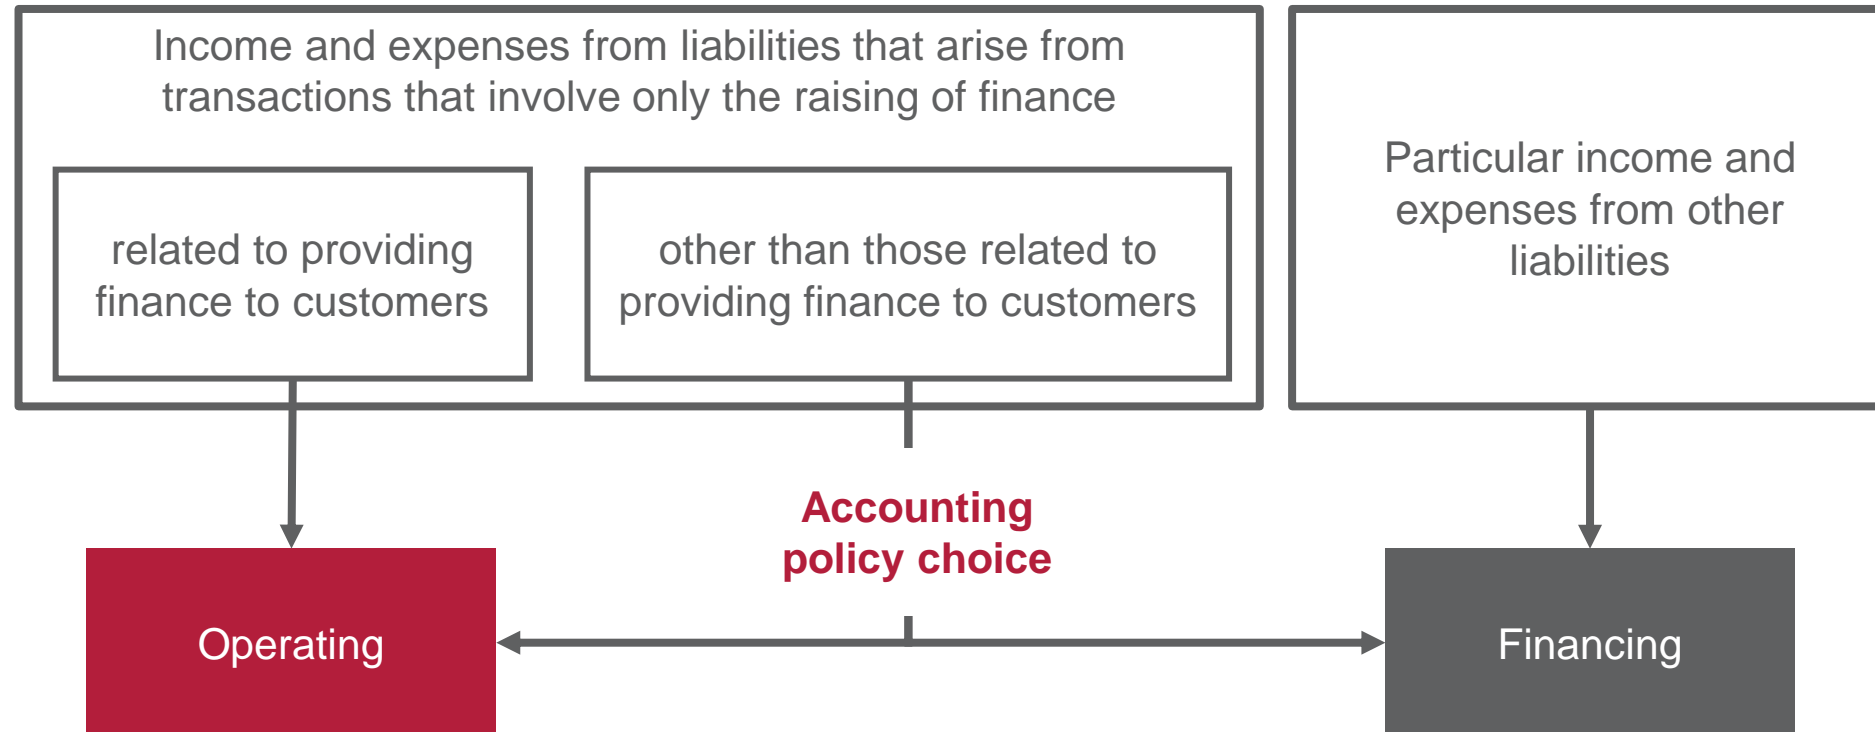 Income and expenses from liabilities that arise from
transactions that involve only the raising of finance
related to providing
finance to customers
other than those related to
providing finance to customers
Particular income and
expenses from other
liabilities
Accounting
policy choice
Operating
Financing